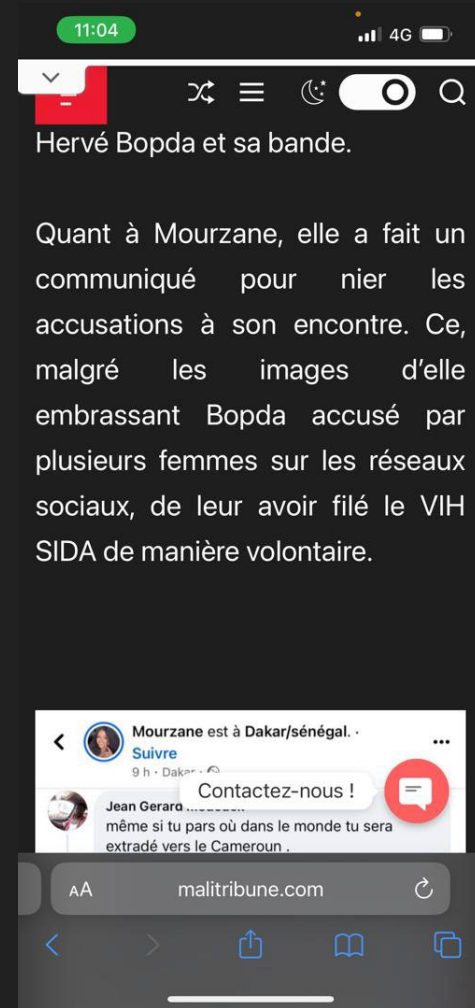 11:04
4G
Hervé Bopda et sa bande.
Quant à Mourzane, elle a fait un
communiqué pour nier les
accusations à son encontre. Ce,
malgré les images d’elle
embrassant Bopda accusé par
plusieurs femmes sur les réseaux
sociaux, de leur avoir filé le VIH
SIDA de manière volontaire.
Mourzane est à Dakar/sénégal. ·
Suivre
9 h · Dakar
Contactez-nous !
Jean Gerard
même si tu pars où dans le monde tu sera
extradé vers le Cameroun .
AA
malitribune.com